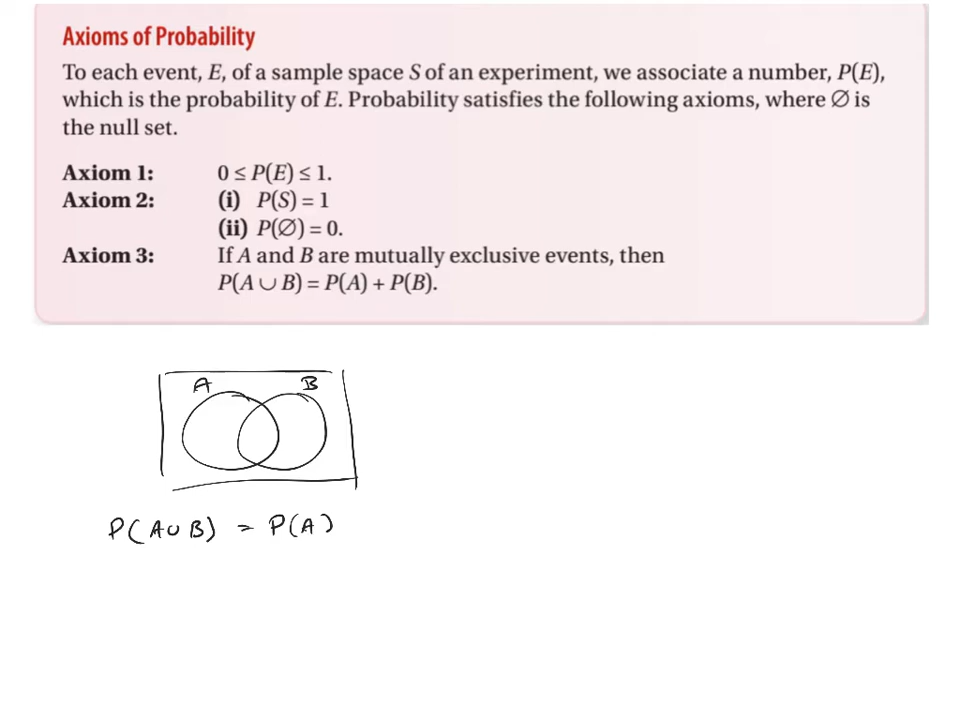 Axioms of Probability
To each event, E, of a sample space S of an experiment, we associate a number, P(E),
which is the probability of E. Probability satisfies the following axioms, where Ø is
the null set.
Axiom 1: 0 ≤ P(E) ≤ 1.
Axiom 2: (i) P(S) = 1
(ii) P(Ø) = 0.
Axiom 3: If A and B are mutually exclusive events, then
P(A ∪ B) = P(A) + P(B).
A B
P(A∪B) = P(A)